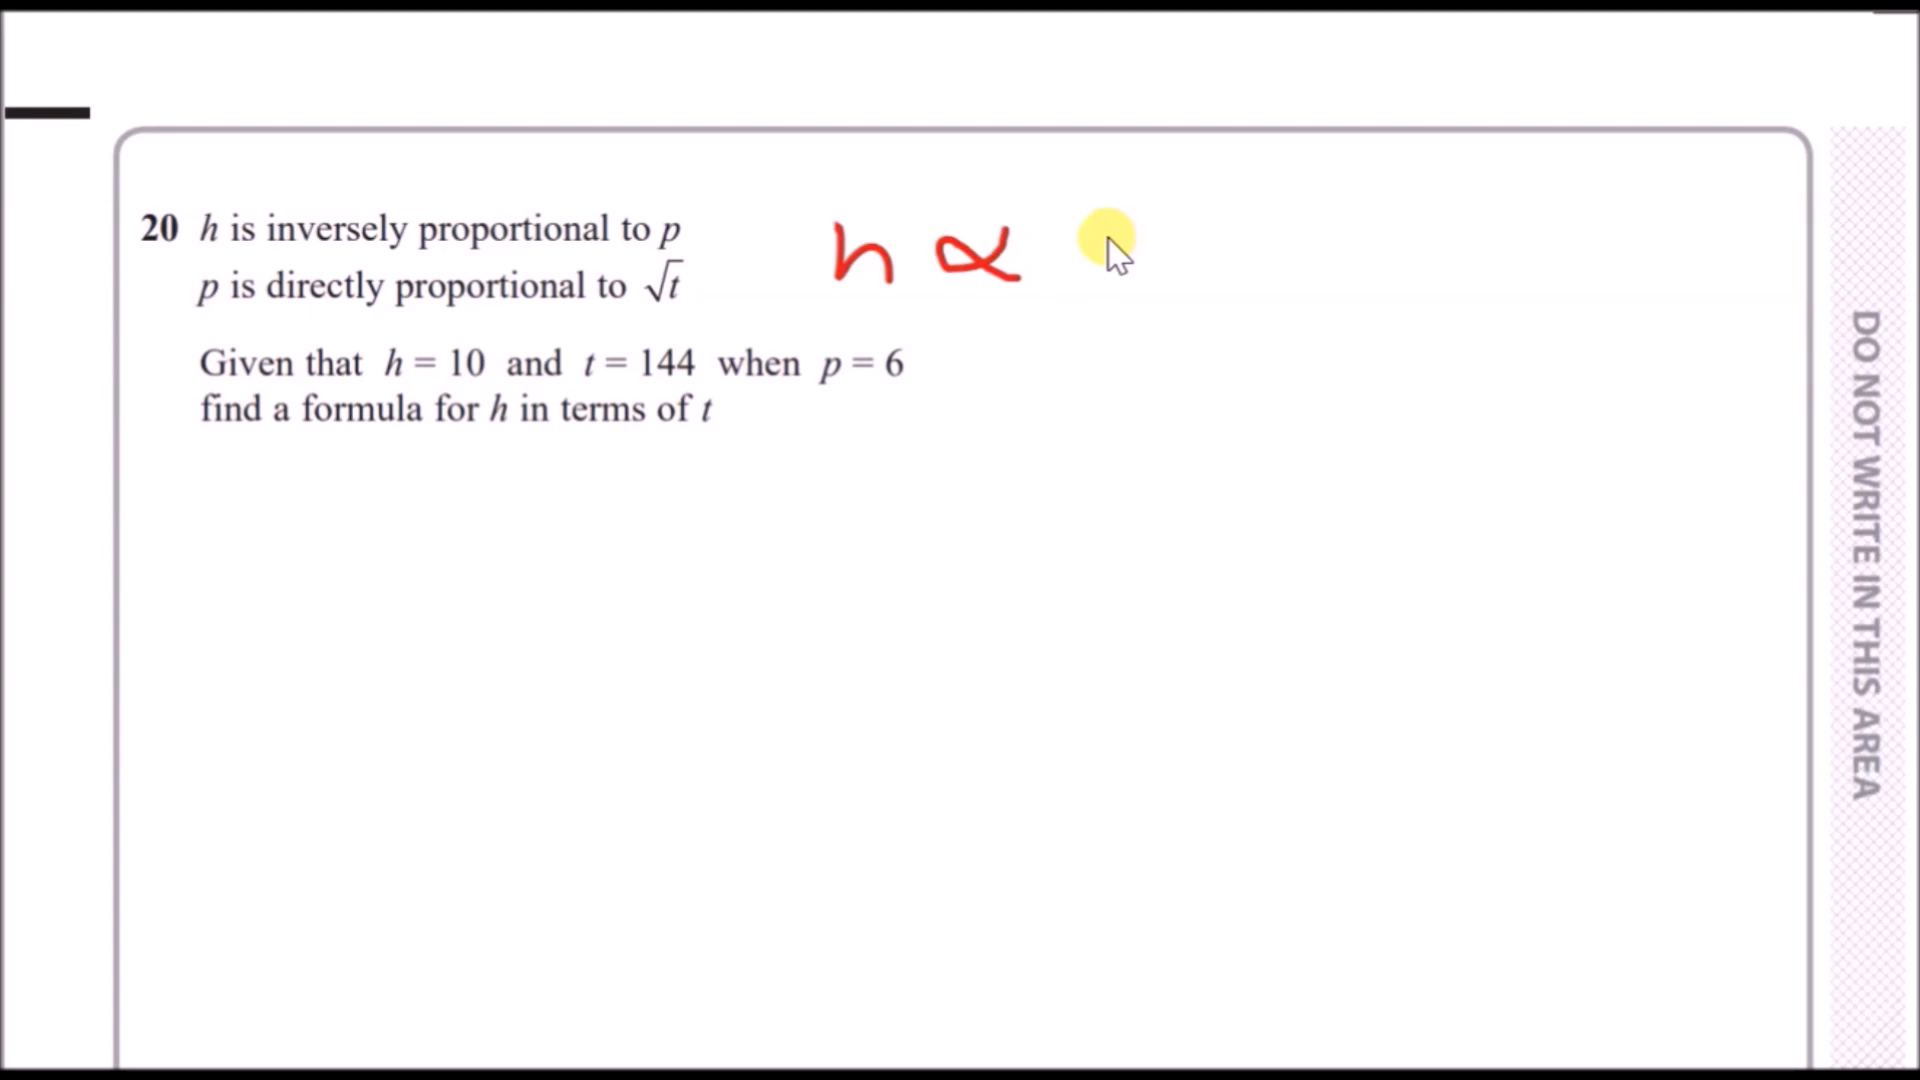 20 h is inversely proportional to p
h ∝
p is directly proportional to √t
Given that h = 10 and t = 144 when p = 6
find a formula for h in terms of t
DO NOT WRITE IN THIS AREA